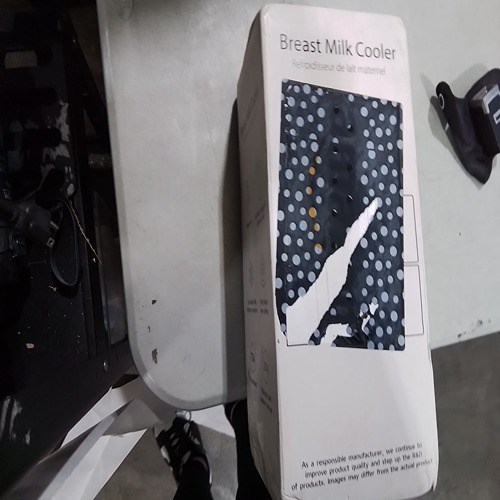 Breast Milk Cooler
Refroidisseur de lait maternel
As a responsible manufacturer, we continue to
improve product quality and step up the R&D
of products. Images may differ from the actual product